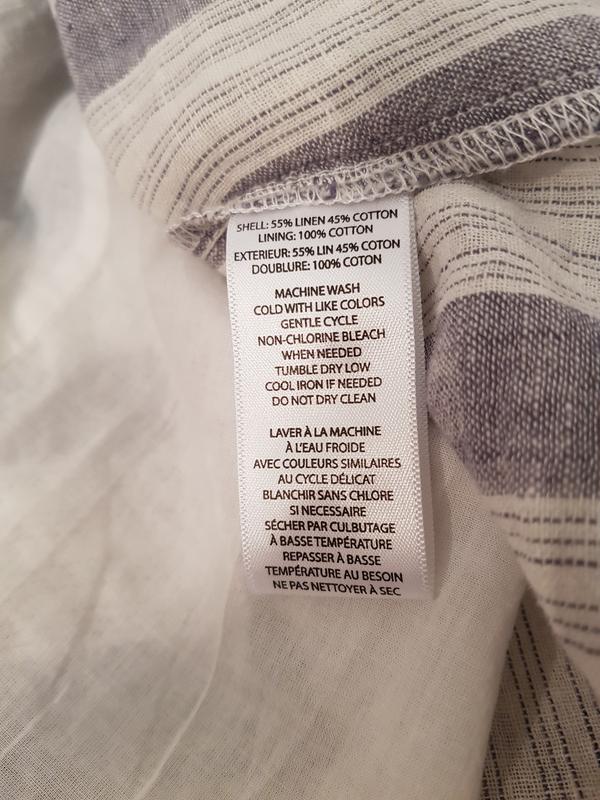 SHELL: 55% LINEN 45% COTTON
LINING: 100% COTTON
EXTERIEUR: 55% LIN 45% COTON
DOUBLURE: 100% COTON
MACHINE WASH
COLD WITH LIKE COLORS
GENTLE CYCLE
NON-CHLORINE BLEACH
WHEN NEEDED
TUMBLE DRY LOW
COOL IRON IF NEEDED
DO NOT DRY CLEAN
LAVER À LA MACHINE
À L'EAU FROIDE
AVEC COULEURS SIMILAIRES
AU CYCLE DÉLICAT
BLANCHIR SANS CHLORE
SI NECESSAIRE
SÉCHER PAR CULBUTAGE
À BASSE TEMPÉRATURE
REPASSER À BASSE
TEMPÉRATURE AU BESOIN
NE PAS NETTOYER À SEC